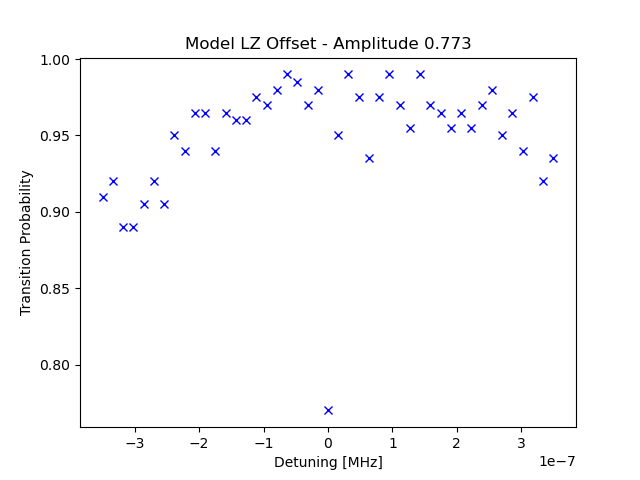 Model LZ Offset - Amplitude 0.773
1.00
0.95
0.90
0.85
0.80
Transition Probability
−3 −2 −1 0 1 2 3
1e−7
Detuning [MHz]